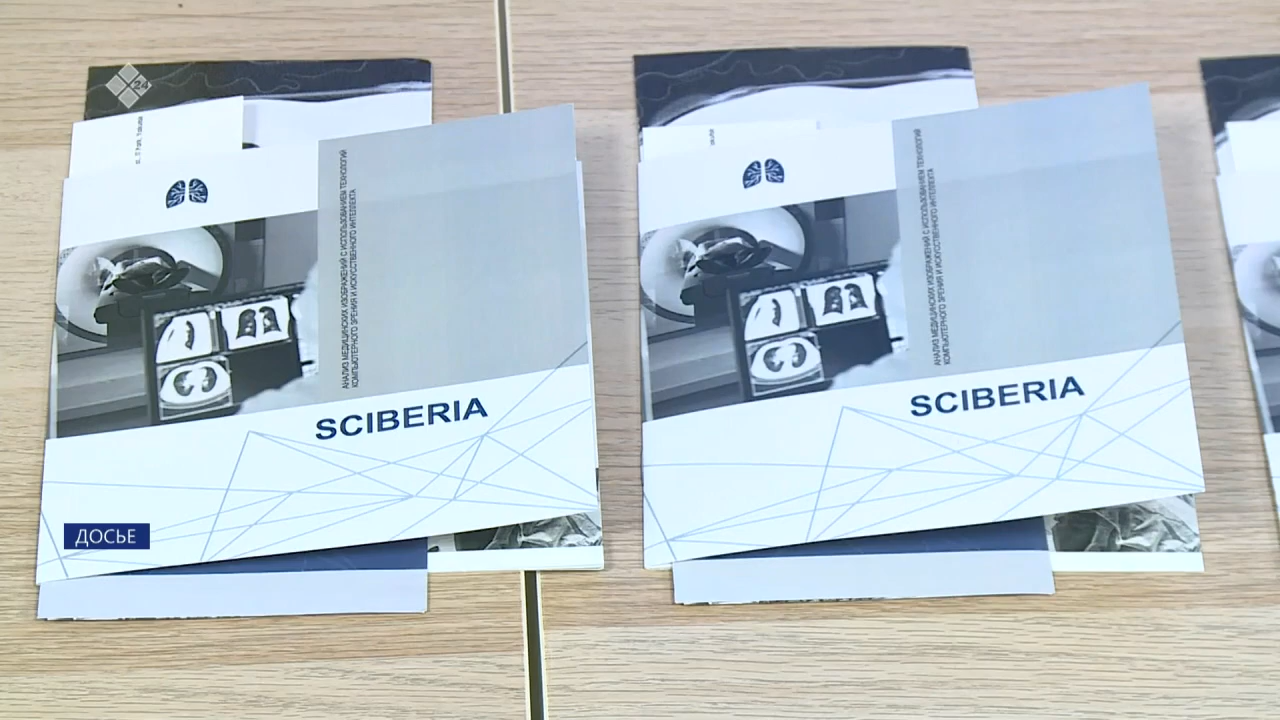 24
АНАЛИЗ МЕДИЦИНСКИХ ИЗОБРАЖЕНИЙ С ИСПОЛЬЗОВАНИЕМ ТЕХНОЛОГИЙ
КОМПЬЮТЕРНОГО ЗРЕНИЯ И ИСКУССТВЕННОГО ИНТЕЛЛЕКТА
SCIBERIA
АНАЛИЗ МЕДИЦИНСКИХ ИЗОБРАЖЕНИЙ С ИСПОЛЬЗОВАНИЕМ ТЕХНОЛОГИЙ
КОМПЬЮТЕРНОГО ЗРЕНИЯ И ИСКУССТВЕННОГО ИНТЕЛЛЕКТА
SCIBERIA
ДОСЬЕ